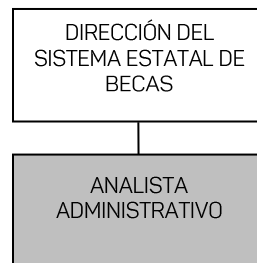 DIRECCIÓN DEL
SISTEMA ESTATAL DE
BECAS
ANALISTA
ADMINISTRATIVO